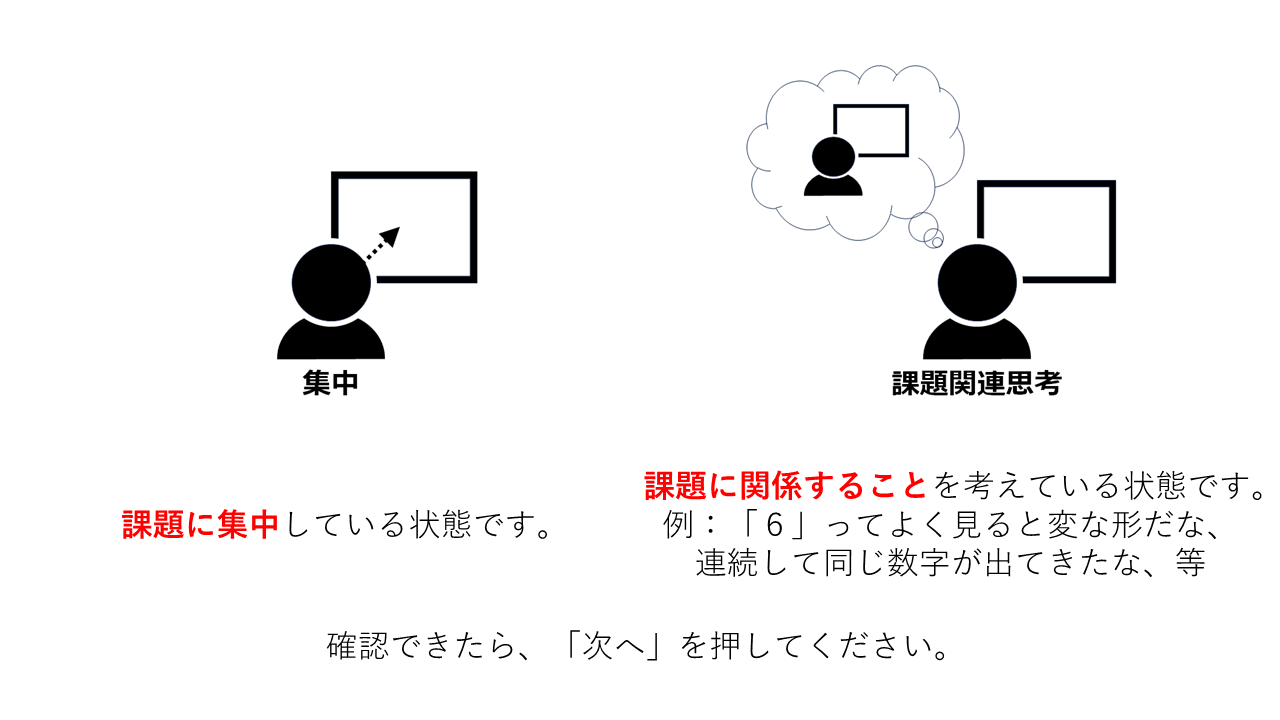 集中
課題に集中している状態です。
課題関連思考
課題に関係することを考えている状態です。
例：「６」ってよく見ると変な形だな、
連続して同じ数字が出てきたな、等
確認できたら、「次へ」を押してください。